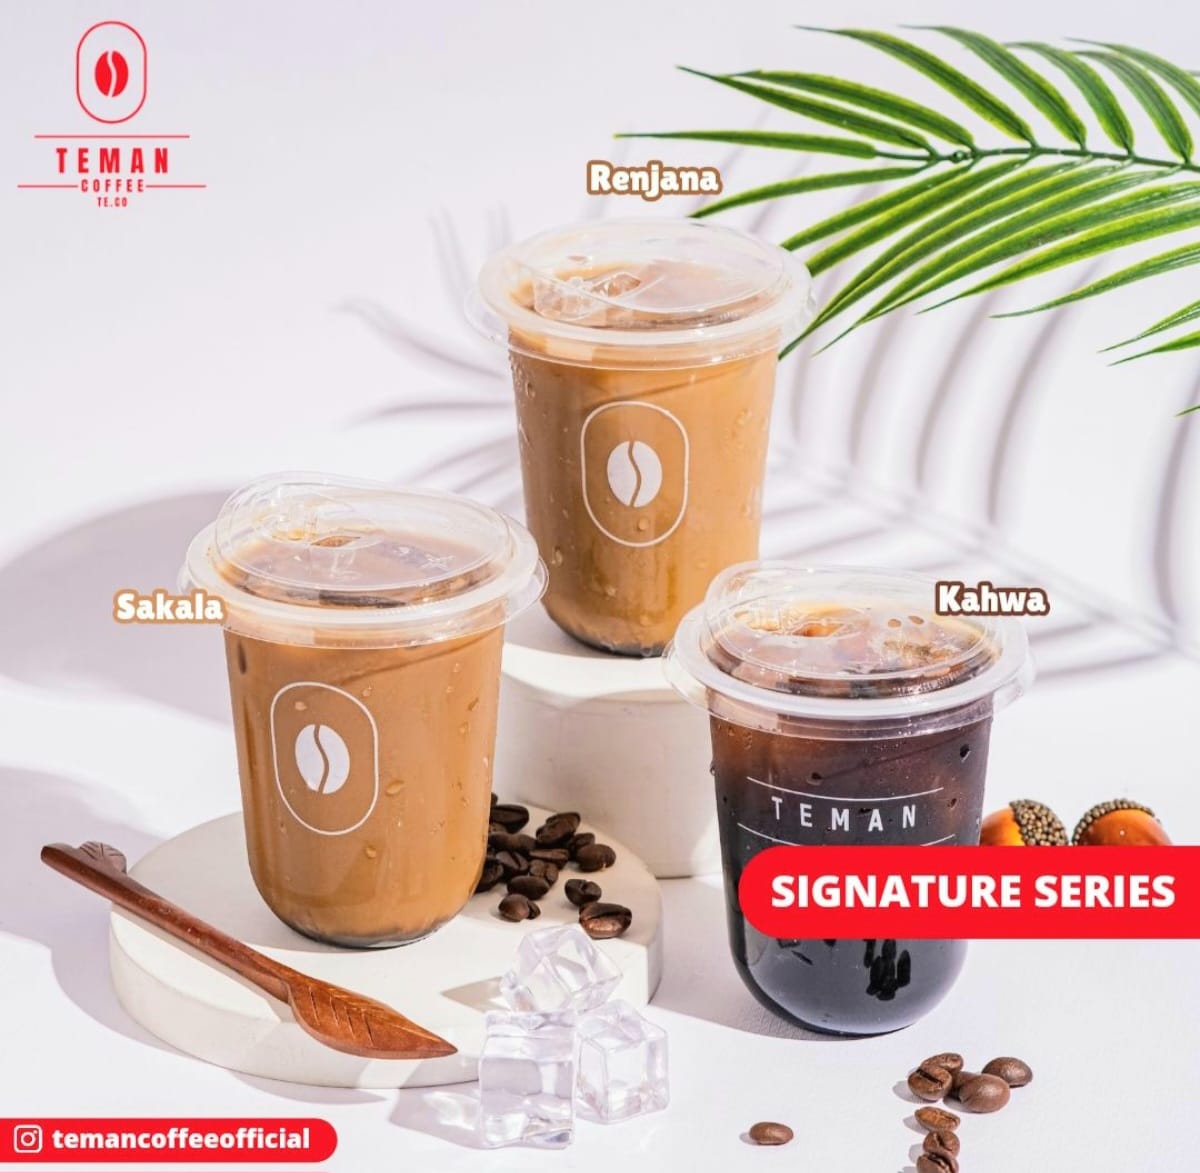 TEMAN
COFFEE
TE.CO
Renjana
Sakala
Kahwa
TEMAN
SIGNATURE SERIES
temancoffeeofficial